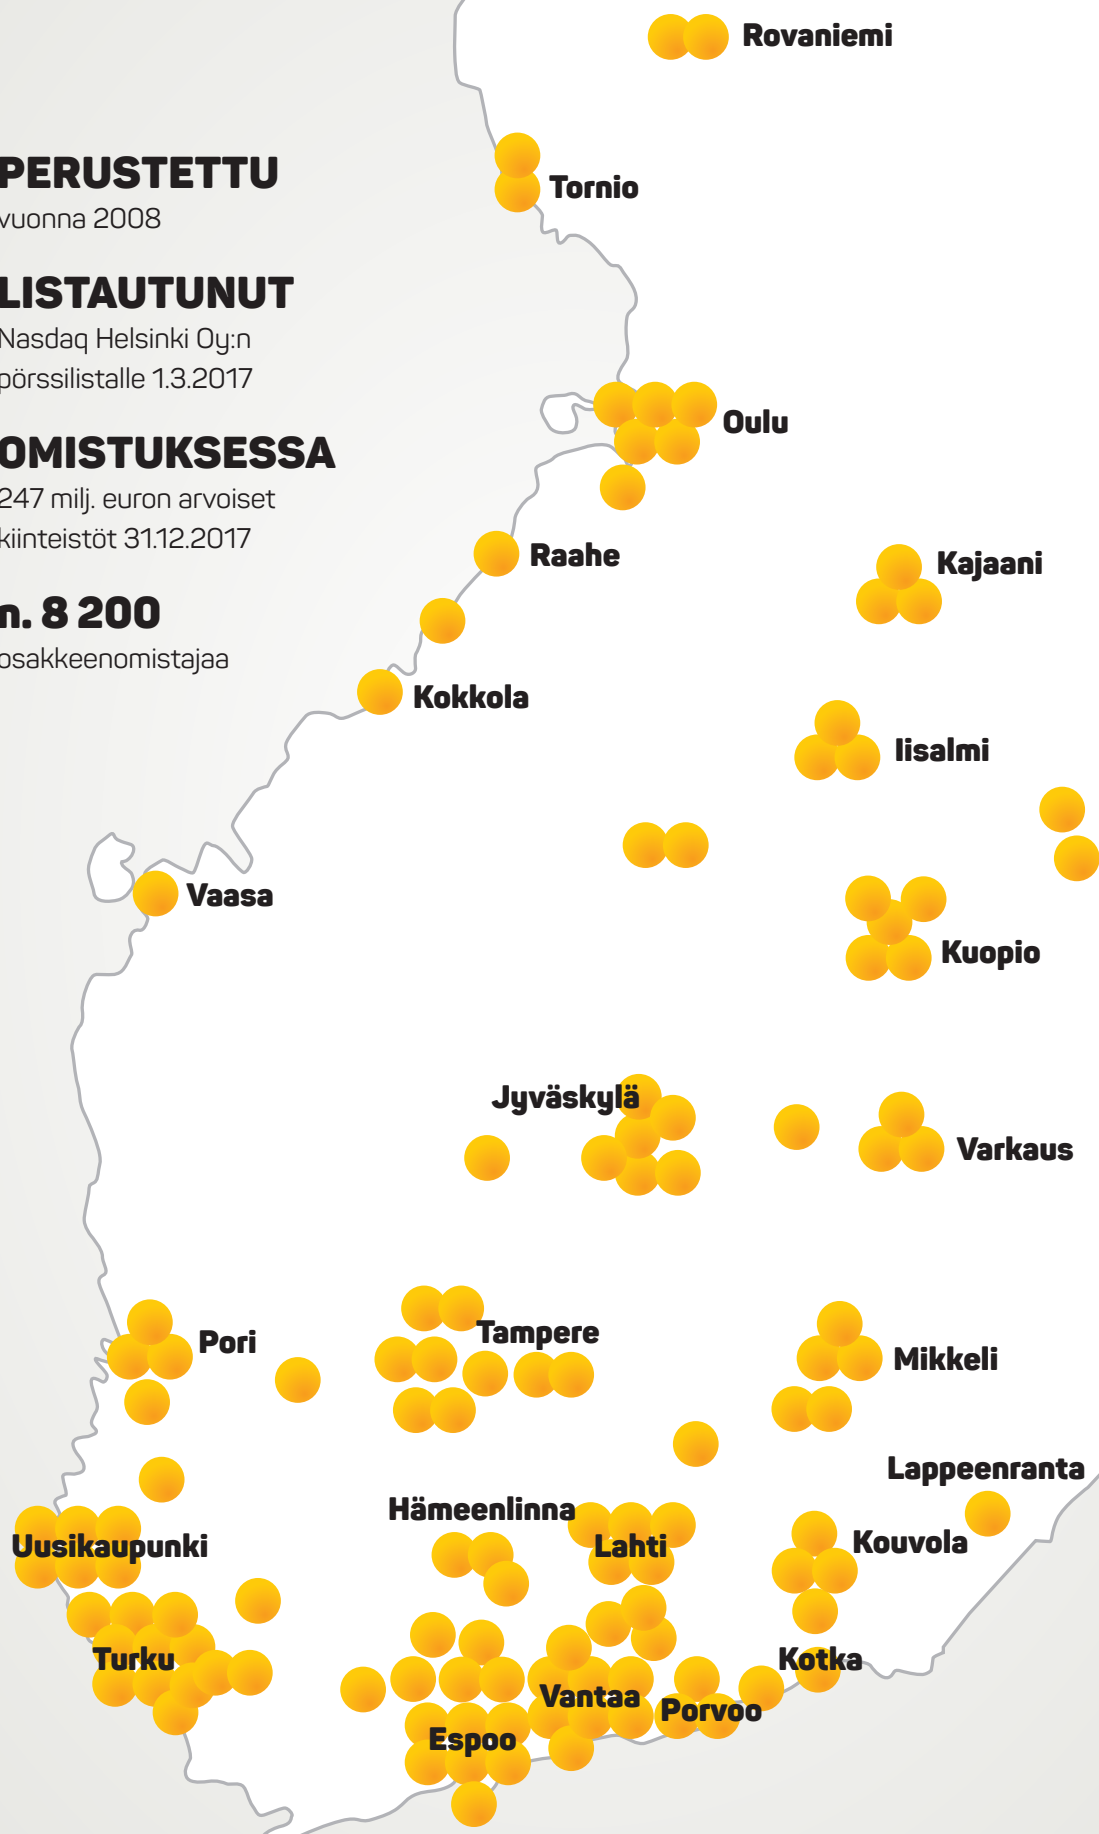 Rovaniemi
PERUSTETTU
vuonna 2008
Tornio
LISTAUTUNUT
Nasdaq Helsinki Oy:n
pörssilistalle 1.3.2017
Oulu
OMISTUKSESSA
247 milj. euron arvoiset
kiinteistöt 31.12.2017
Raahe
Kajaani
n. 8 200
osakkeenomistajaa
Kokkola
Iisalmi
Vaasa
Kuopio
Jyväskylä
Varkaus
Tampere
Pori
Mikkeli
Lappeenranta
Hämeenlinna
Kouvola
Uusikaupunki
Lahti
Turku
Kotka
Vantaa
Porvoo
Espoo